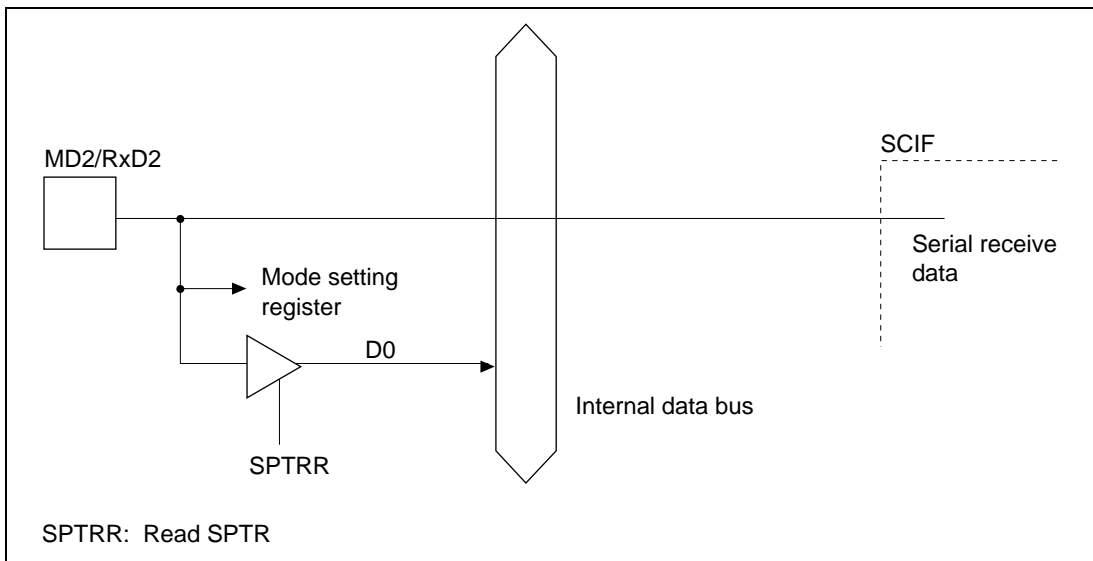 SCIF
MD2/RxD2
Serial receive
data
Mode setting
register
D0
Internal data bus
SPTRR
SPTRR: Read SPTR